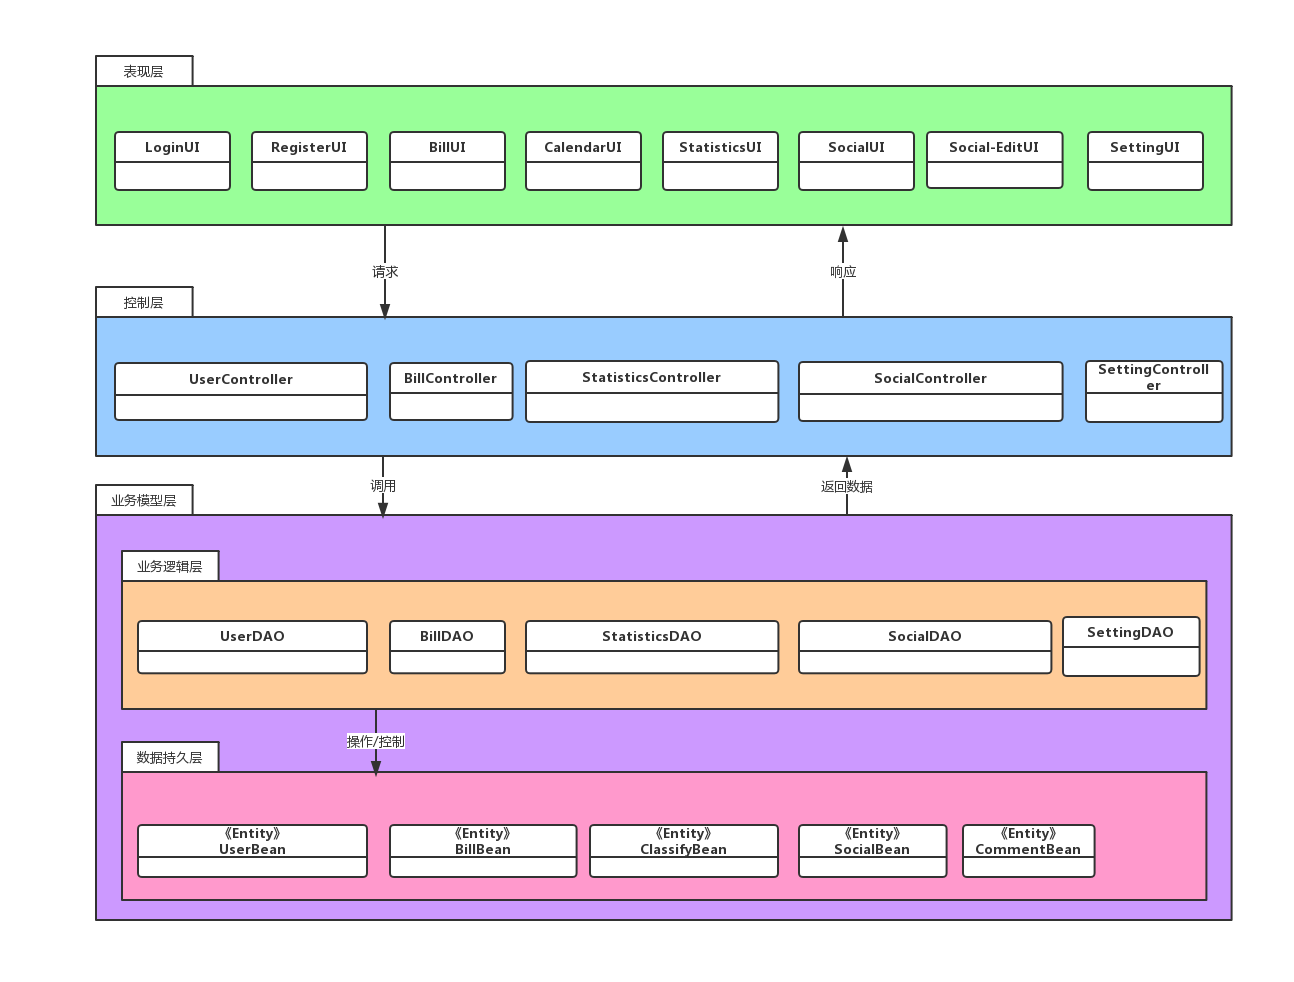 表现层
LoginUI
RegisterUI
BillUI
CalendarUI
StatisticsUI
SocialUI
Social-EditUI
SettingUI
请求
响应
控制层
UserController
BillController
StatisticsController
SocialController
SettingControll
er
调用
返回数据
业务模型层
业务逻辑层
UserDAO
BillDAO
StatisticsDAO
SocialDAO
SettingDAO
操作/控制
数据持久层
《Entity》
UserBean
《Entity》
BillBean
《Entity》
ClassifyBean
《Entity》
SocialBean
《Entity》
CommentBean